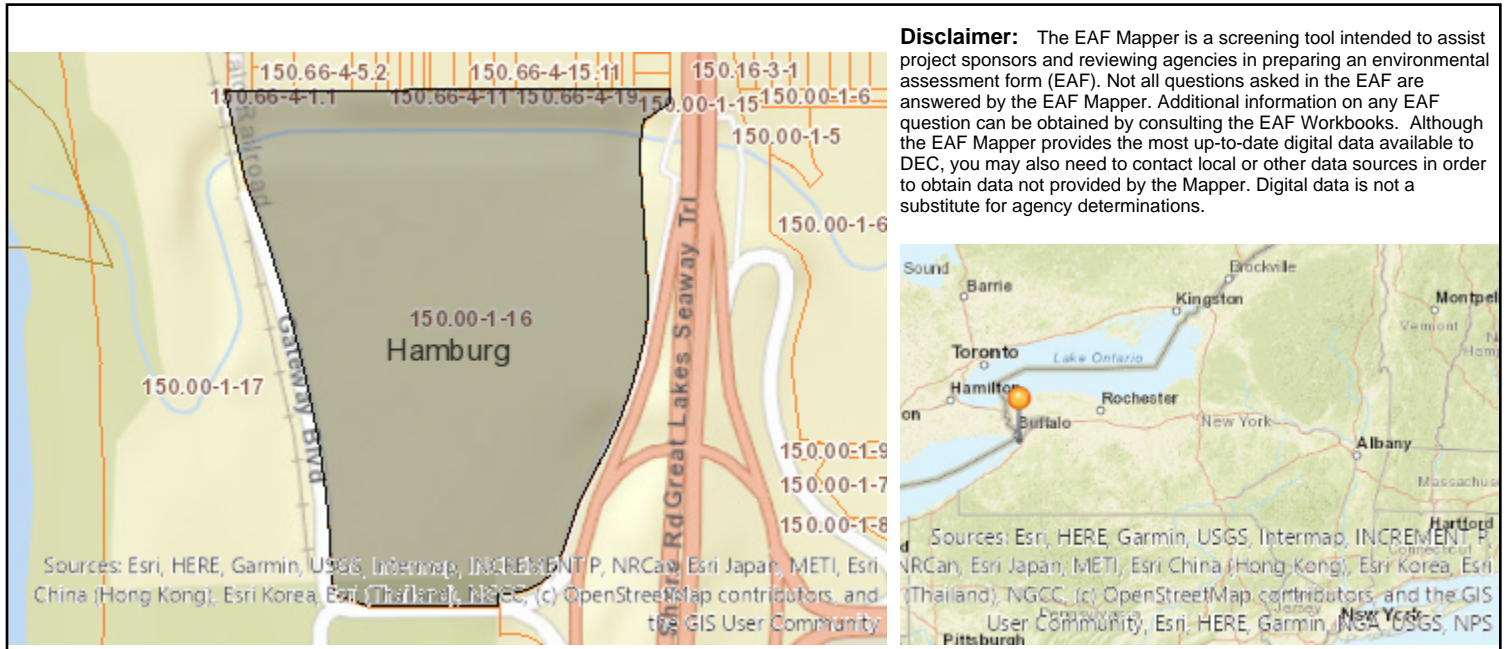 Disclaimer: The EAF Mapper is a screening tool intended to assist
project sponsors and reviewing agencies in preparing an environmental
assessment form (EAF). Not all questions asked in the EAF are
answered by the EAF Mapper. Additional information on any EAF
question can be obtained by consulting the EAF Workbooks. Although
the EAF Mapper provides the most up-to-date digital data available to
DEC, you may also need to contact local or other data sources in order
to obtain data not provided by the Mapper. Digital data is not a
substitute for agency determinations.
150.66-4-5.2
150.66-4-15.11
150.16-3-1
150.66-4-1.1
150.66-4-11
150.66-4-19
150.00-1-15
150.00-1-6
150.00-1-5
Railroad
150.00-1-6
150.00-1-16
Hamburg
150.00-1-17
Gateway Blvd
Great Lakes Seaway Trl
150.00-1-9
150.00-1-7
150.00-1-8
Sources: Esri, HERE, Garmin, USGS, Intermap, INCREMENT P, NRCan, Esri Japan, METI, Esri
China (Hong Kong), Esri Korea, Esri (Thailand), NGCC, (c) OpenStreetMap contributors, and
the GIS User Community
Sound
Barrie
Brockville
Kingston
Montpel
Vermont
Toronto
Lake Ontario
Hamilton
Rochester
on
Buffalo
New York
Albany
Massachus
Hartford
Connecticut
Sources: Esri, HERE, Garmin, USGS, Intermap, INCREMENT P,
NRCan, Esri Japan, METI, Esri China (Hong Kong), Esri Korea, Esri
(Thailand), NGCC, (c) OpenStreetMap contributors, and the GIS
User Community, Esri, HERE, Garmin, NGA, USGS, NPS
Pennsylvania
Jersey
New York
Pittsburgh